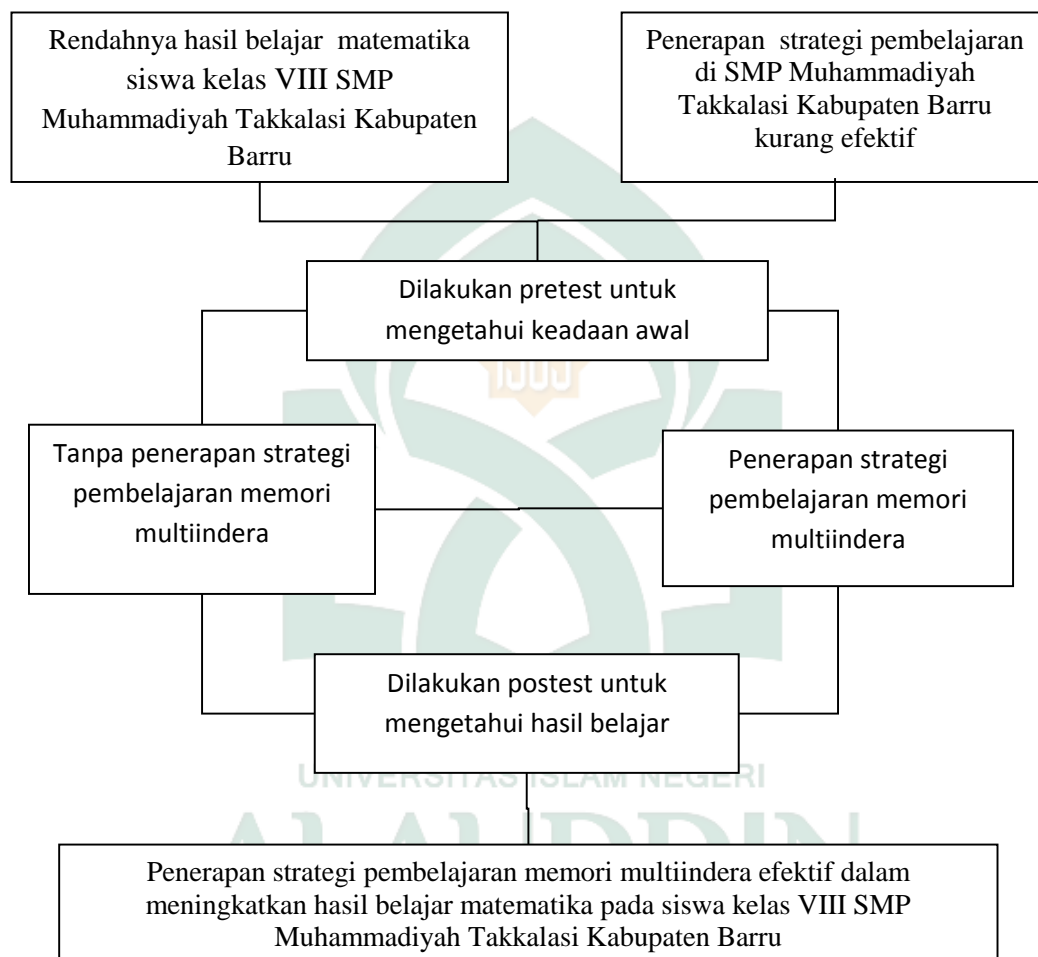 Rendahnya hasil belajar matematika
siswa kelas VIII SMP
Muhammadiyah Takkalasi Kabupaten
Barru
Penerapan strategi pembelajaran
di SMP Muhammadiyah
Takkalasi Kabupaten Barru
kurang efektif
Dilakukan pretest untuk
mengetahui keadaan awal
1965
Tanpa penerapan strategi
pembelajaran memori
multiindera
Penerapan strategi
pembelajaran memori
multiindera
Dilakukan postest untuk
mengetahui hasil belajar
UNIVERSITAS ISLAM NEGERI
ALAUDDIN
Penerapan strategi pembelajaran memori multiindera efektif dalam
meningkatkan hasil belajar matematika pada siswa kelas VIII SMP
Muhammadiyah Takkalasi Kabupaten Barru